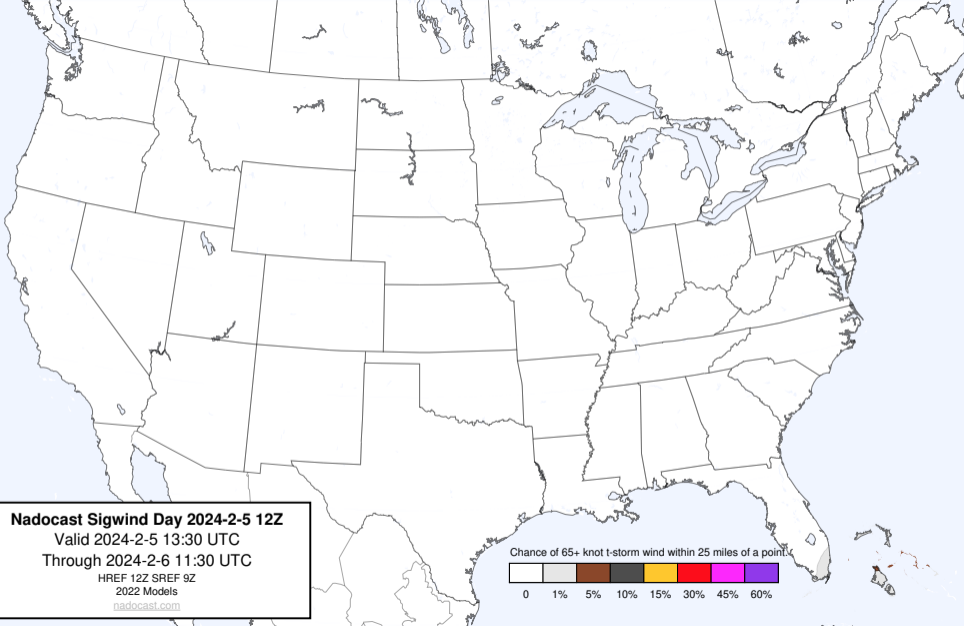 Nadocast Sigwind Day 2024-2-5 12Z
Valid 2024-2-5 13:30 UTC
Through 2024-2-6 11:30 UTC
HREF 12Z SREF 9Z
2022 Models
nadocast.com
Chance of 65+ knot t-storm wind within 25 miles of a point.
0 1% 5% 10% 15% 30% 45% 60%